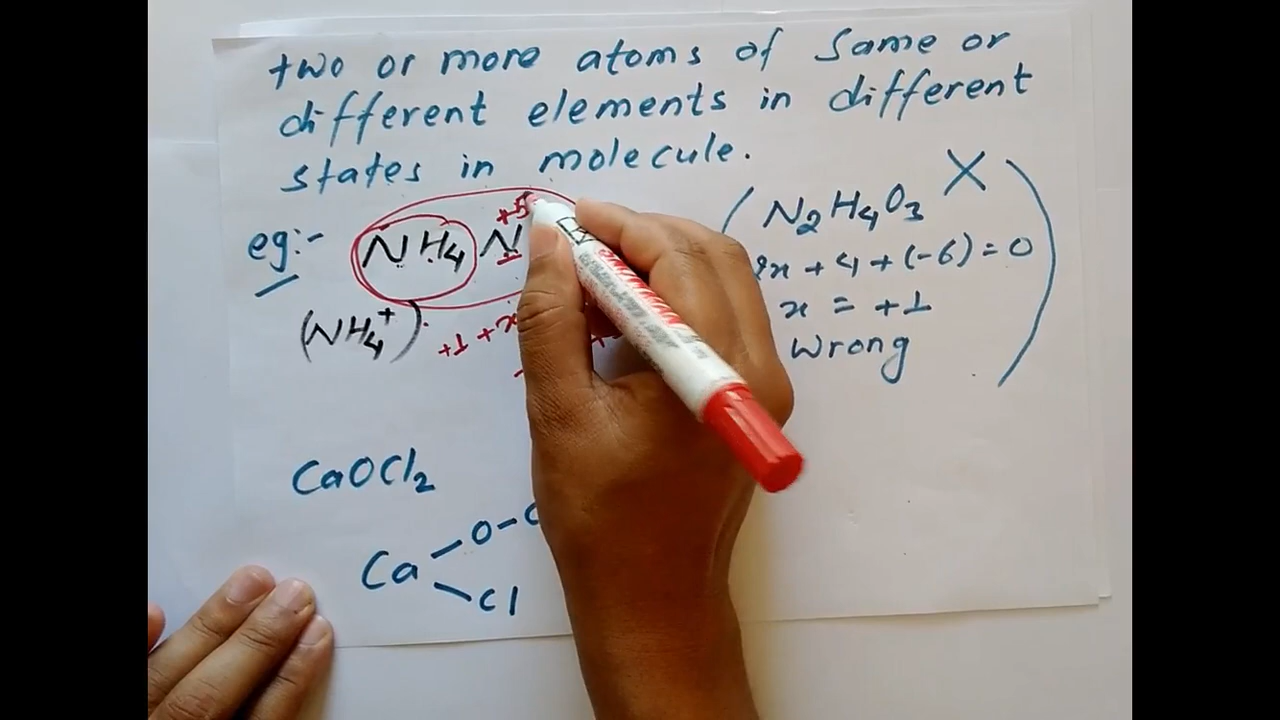 two or more atoms of same or
different elements in different
states in molecule.
eg:- NH4 N +5
(NH4+)
+1 + x
CaOCl2
Ca O-
Cl
N2H4O3 X
2x + 4 + (-6) = 0
x = +1
wrong